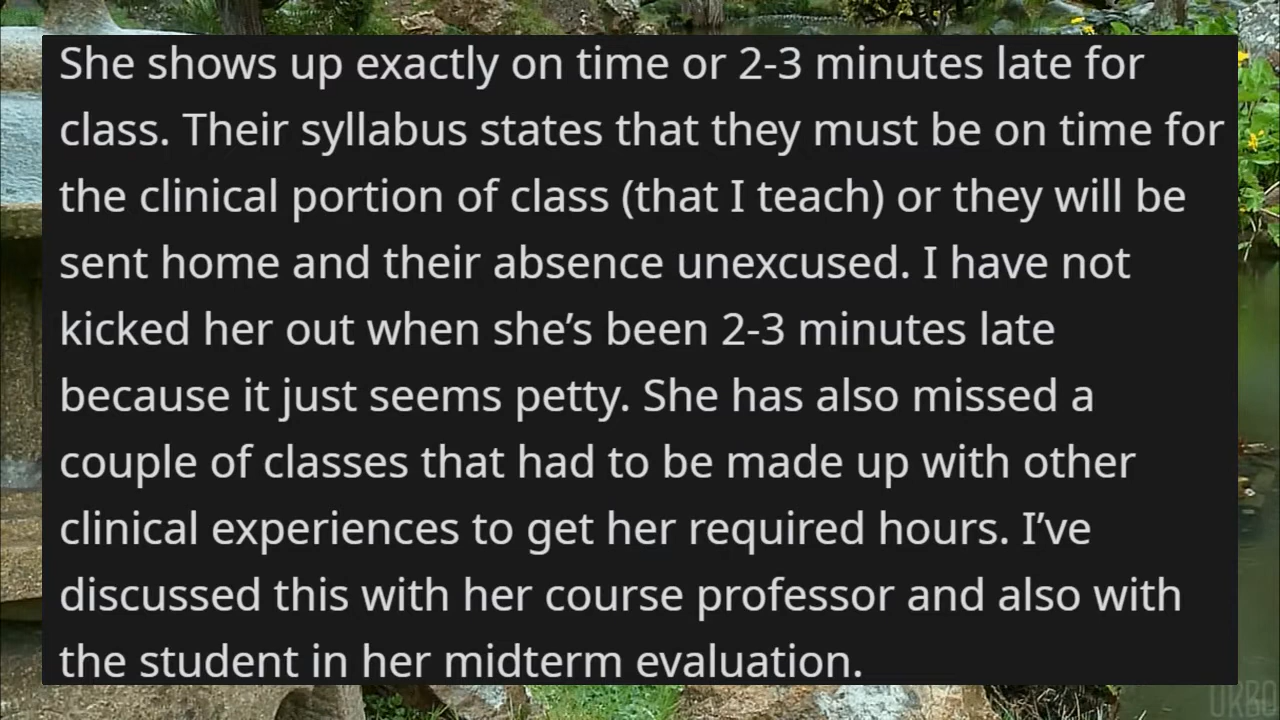 She shows up exactly on time or 2-3 minutes late for
class. Their syllabus states that they must be on time for
the clinical portion of class (that I teach) or they will be
sent home and their absence unexcused. I have not
kicked her out when she’s been 2-3 minutes late
because it just seems petty. She has also missed a
couple of classes that had to be made up with other
clinical experiences to get her required hours. I’ve
discussed this with her course professor and also with
the student in her midterm evaluation.